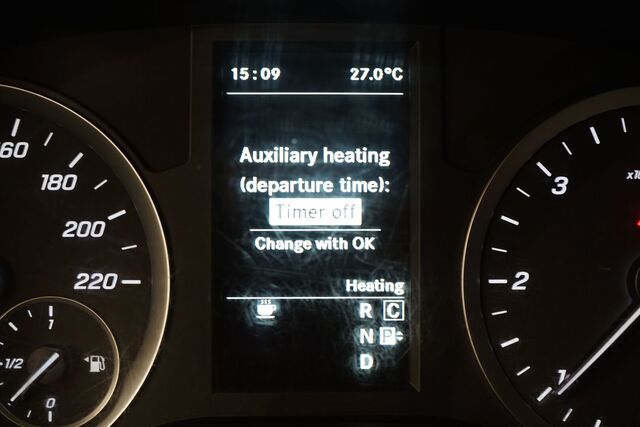 15:09 27.0°C
Auxiliary heating
(departure time):
Timer off
Change with OK
Heating
R C
N P
D
160
180
200
220
1
1/2
0
3
2
1